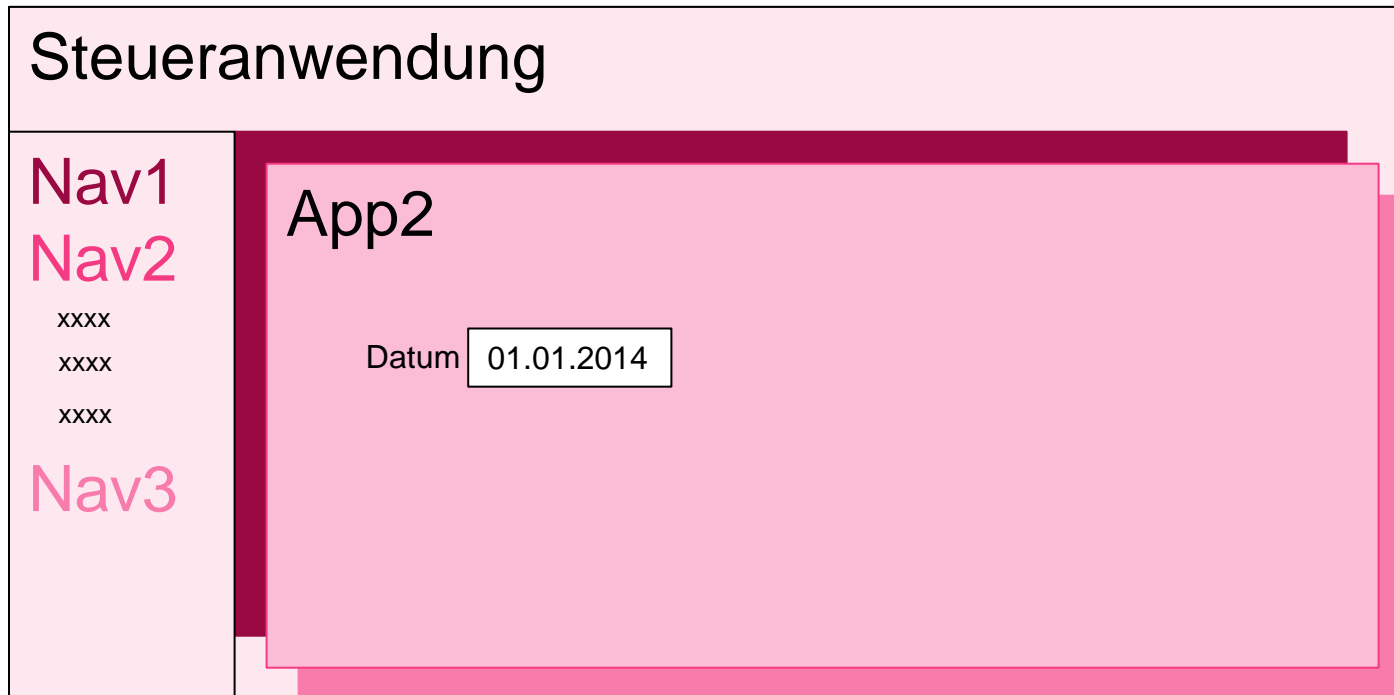 Steueranwendung
Nav1
Nav2
xxxx
xxxx
xxxx
Nav3
App2
Datum 01.01.2014